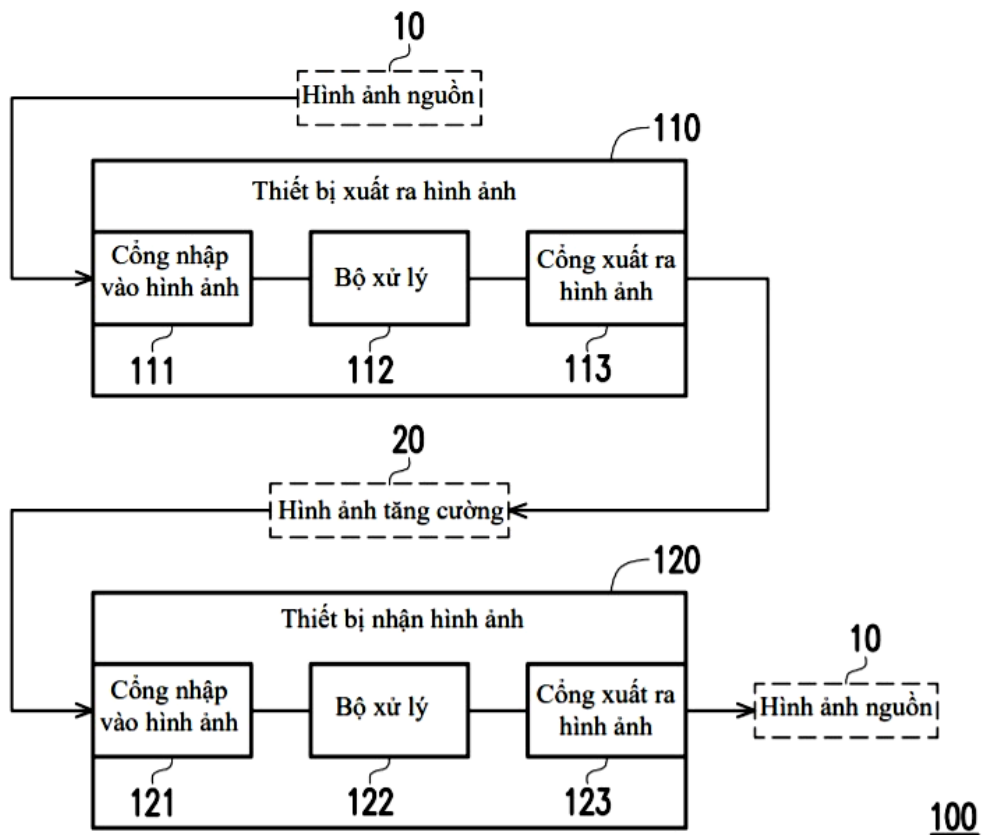 10
Hình ảnh nguồn
110
Thiết bị xuất ra hình ảnh
Cổng nhập
vào hình ảnh
Bộ xử lý
Cổng xuất ra
hình ảnh
111
112
113
20
Hình ảnh tăng cường
120
Thiết bị nhận hình ảnh
Cổng nhập
vào hình ảnh
Bộ xử lý
Cổng xuất ra
hình ảnh
10
Hình ảnh nguồn
121
122
123
100